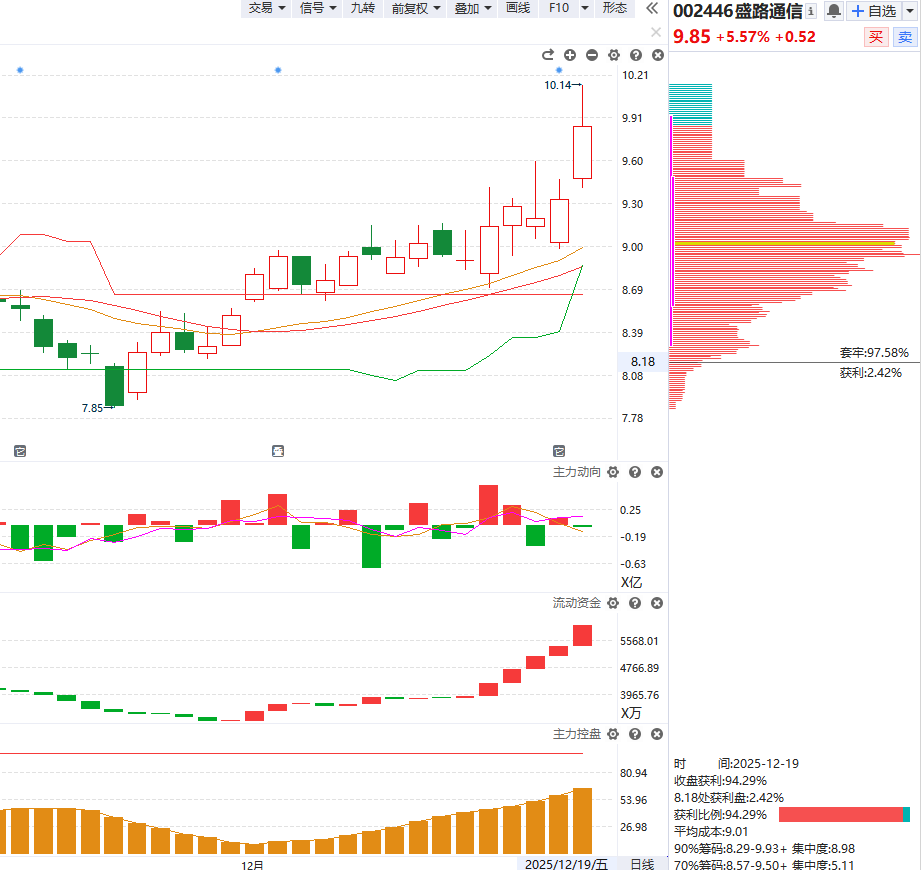 交易 信号 九转 前复权 叠加 画线 F10 形态
002446盛路通信 自选
9.85 +5.57% +0.52 买 卖
10.21
10.14
9.91
9.60
9.30
9.00
8.69
8.39
8.18
8.08
7.85
7.78
套牢:97.58%
获利:2.42%
主力动向
0.25
-0.19
-0.63
X亿
流动资金
5568.01
4766.89
3965.76
X万
主力控盘
80.94
53.96
26.98
12月 2025/12/19/五 日线
时 间:2025-12-19
收盘获利:94.29%
8.18处获利盘:2.42%
获利比例:94.29%
平均成本:9.01
90%筹码:8.29-9.93+ 集中度:8.98
70%筹码:8.57-9.50+ 集中度:5.11